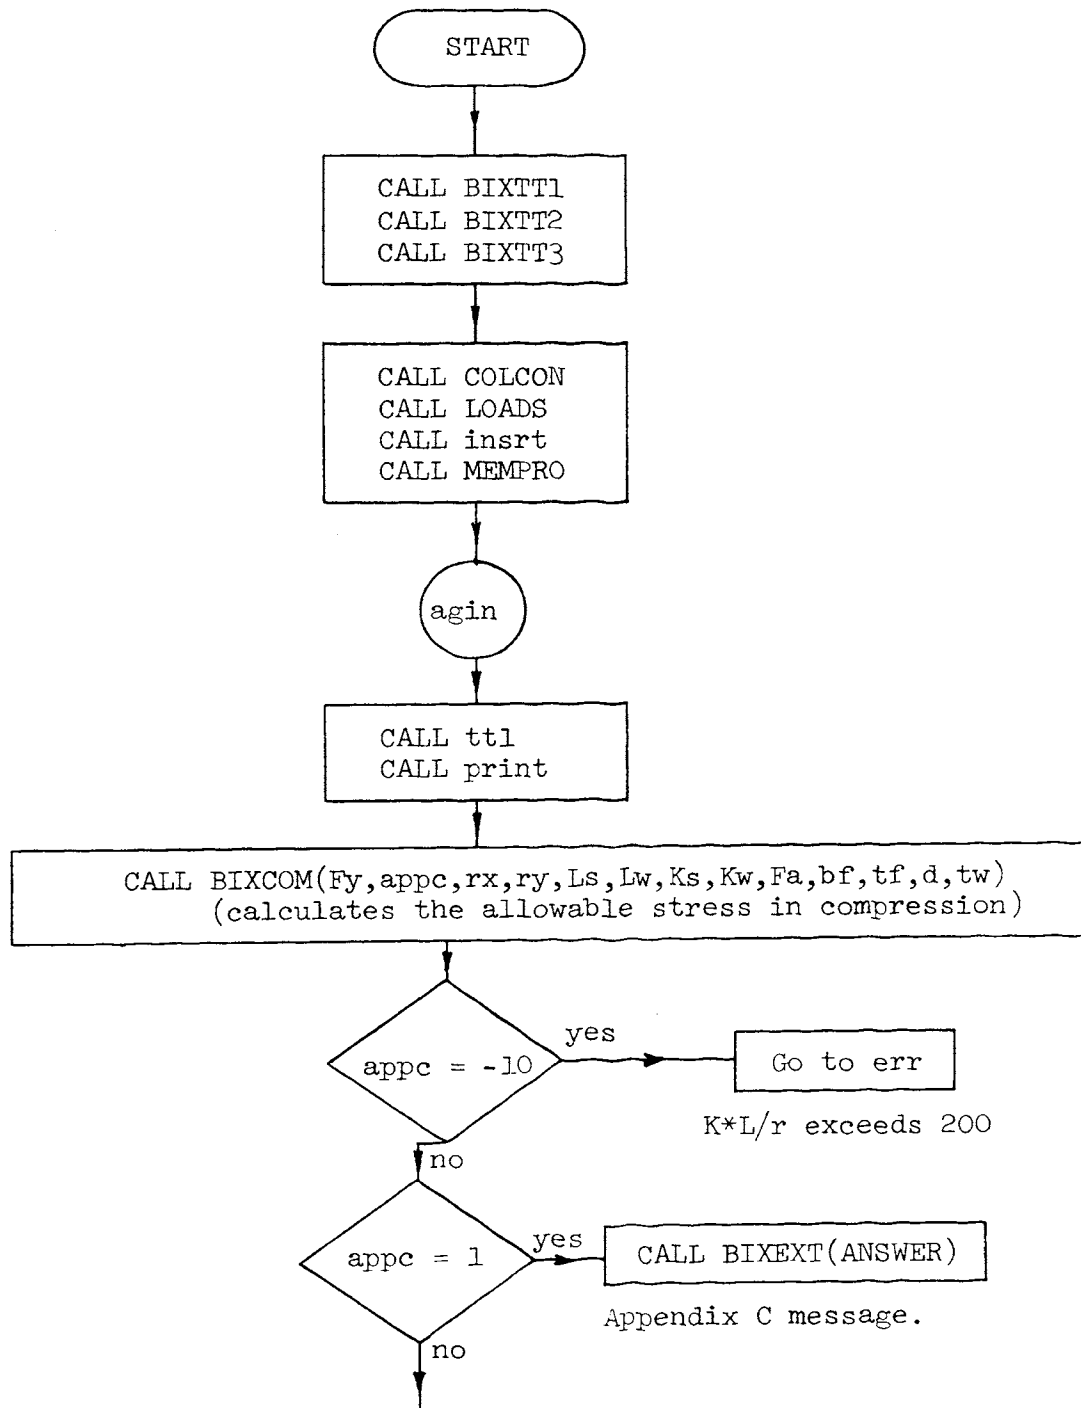 START
CALL BIXTT1
CALL BIXTT2
CALL BIXTT3
CALL COLCON
CALL LOADS
CALL insrt
CALL MEMPRO
agin
CALL ttl
CALL print
CALL BIXCOM(Fy,appc,rx,ry,Ls,Lw,Ks,Kw,Fa,bf,tf,d,tw)
(calculates the allowable stress in compression)
appc = -10
yes
Go to err
K*L/r exceeds 200
no
appc = 1
yes
CALL BIXEXT(ANSWER)
Appendix C message.
no